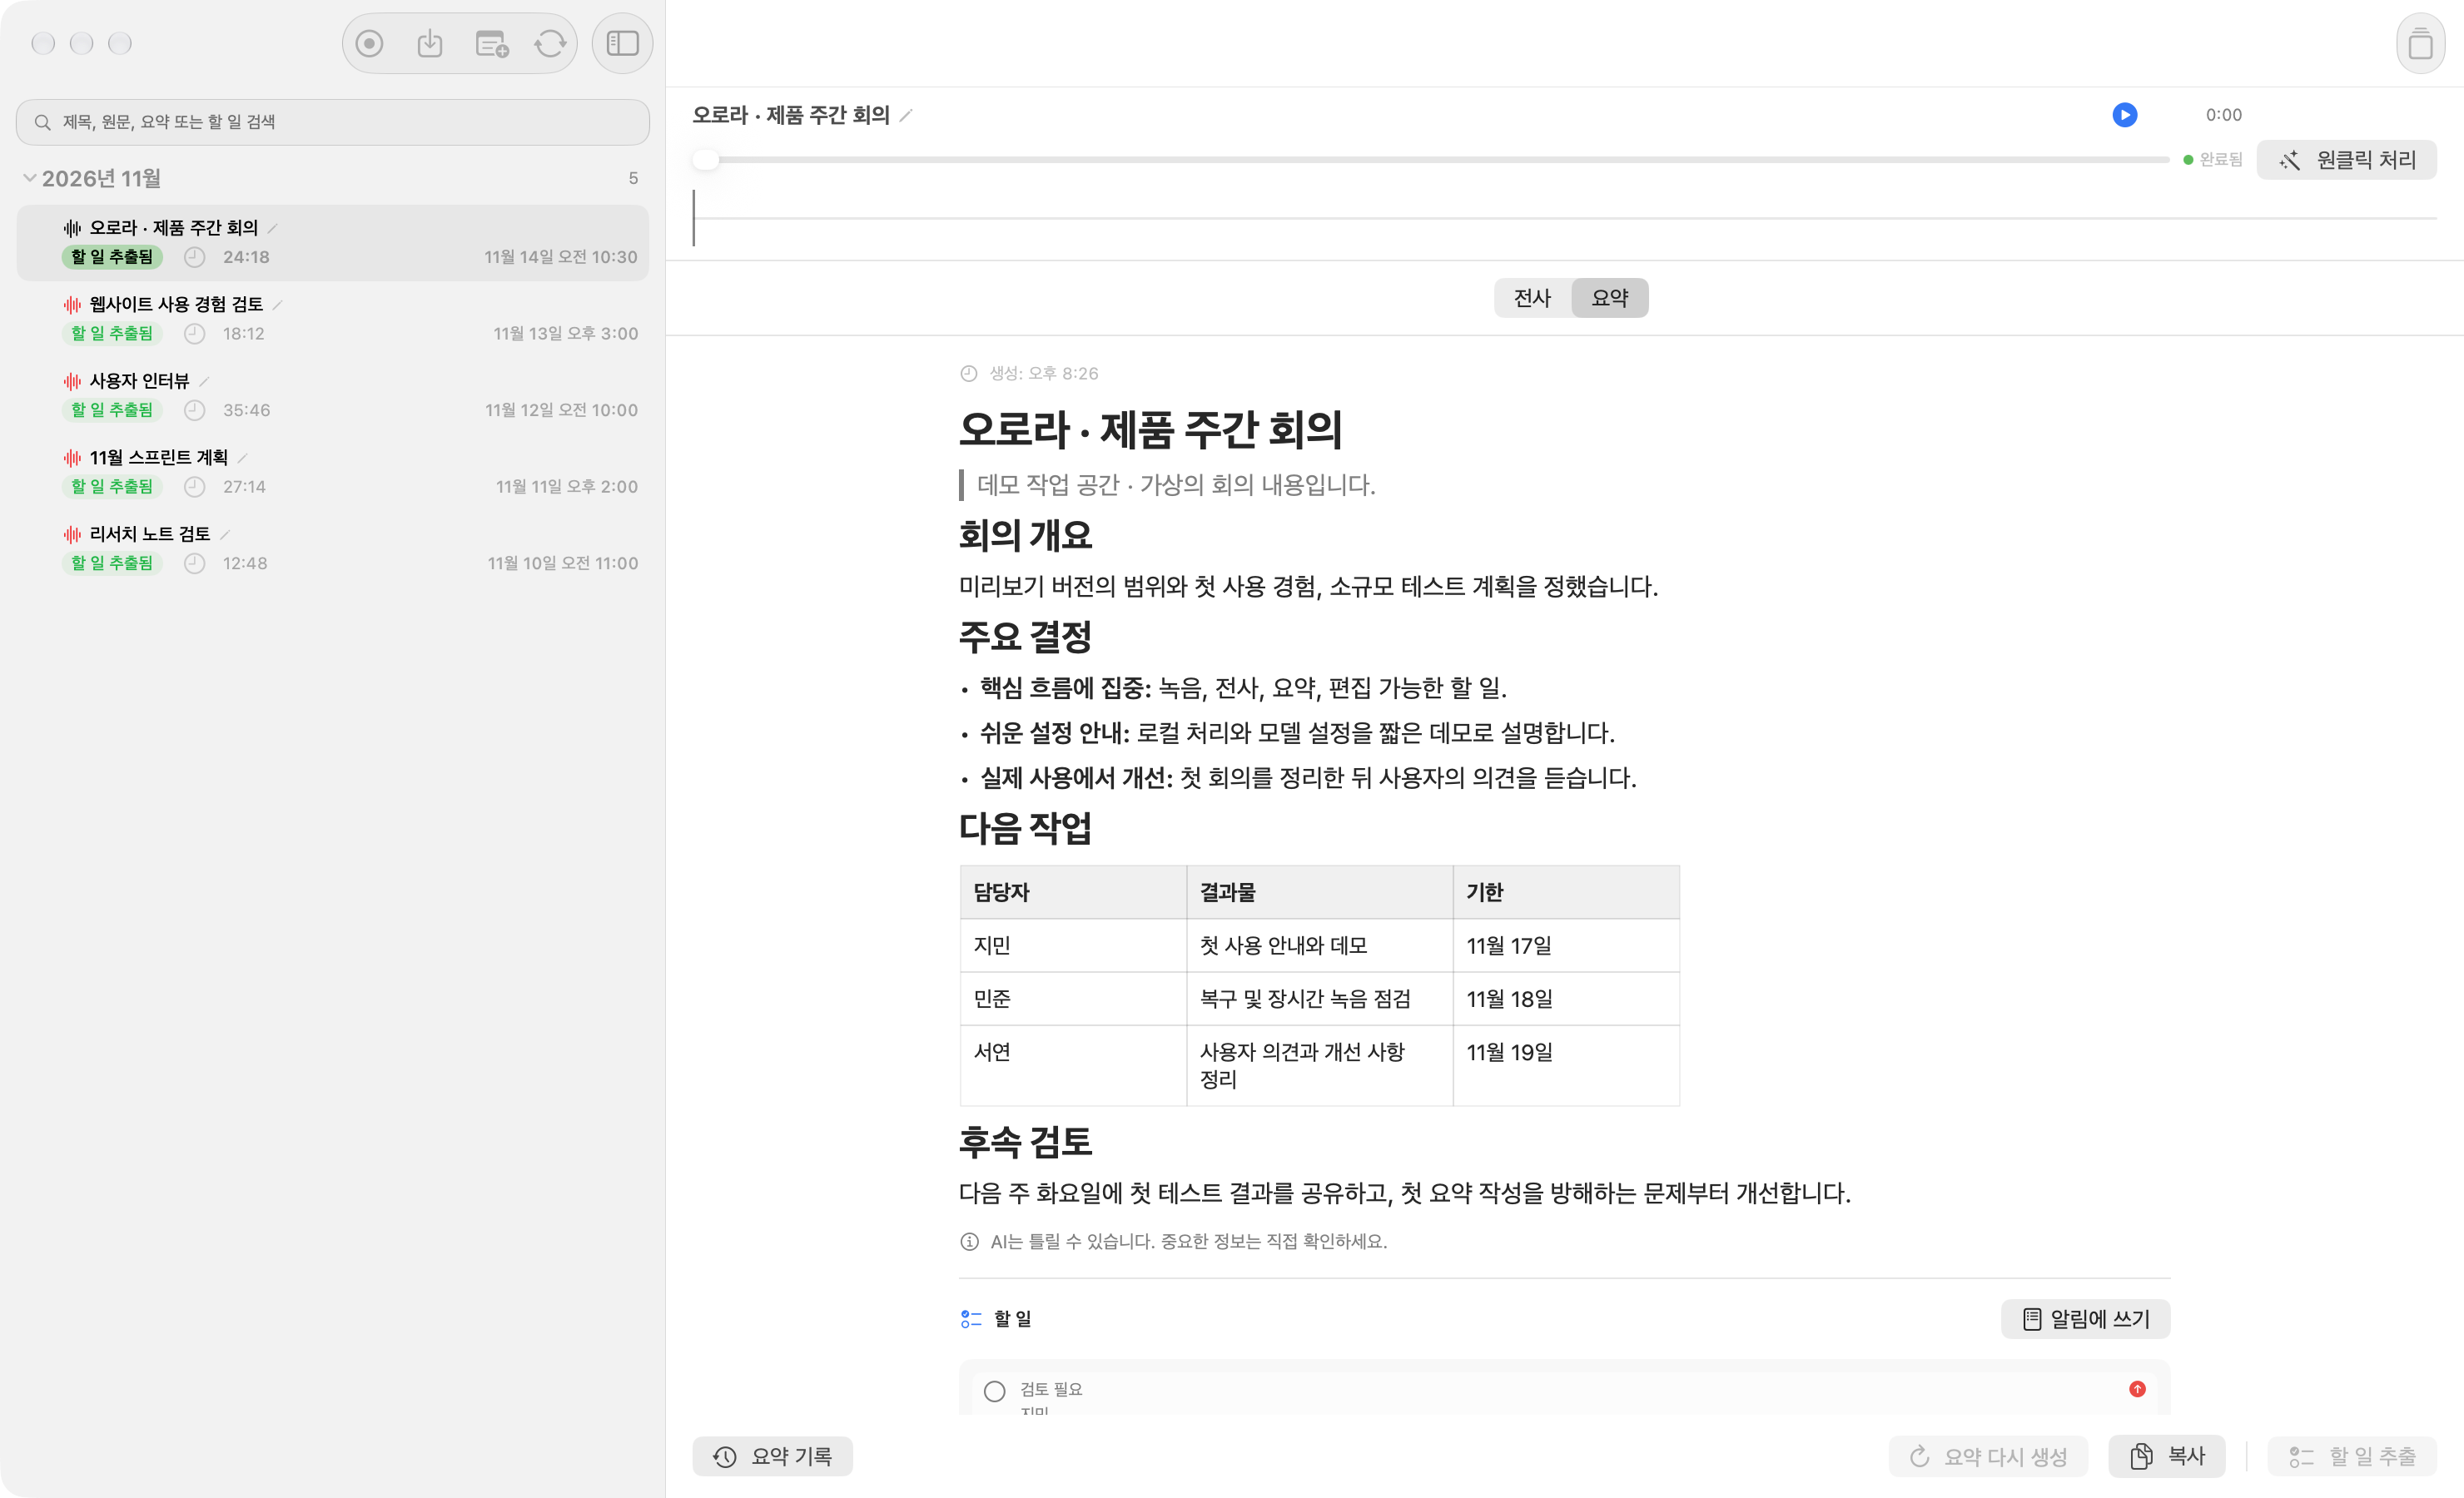 제목, 원문, 요약 또는 할 일 검색
2026년 11월 5
오로라 · 제품 주간 회의
할 일 추출됨 24:18 11월 14일 오전 10:30
웹사이트 사용 경험 검토
할 일 추출됨 18:12 11월 13일 오후 3:00
사용자 인터뷰
할 일 추출됨 35:46 11월 12일 오전 10:00
11월 스프린트 계획
할 일 추출됨 27:14 11월 11일 오후 2:00
리서치 노트 검토
할 일 추출됨 12:48 11월 10일 오전 11:00
오로라 · 제품 주간 회의 0:00
완료됨 원클릭 처리
전사 요약
생성: 오후 8:26
오로라 · 제품 주간 회의
데모 작업 공간 · 가상의 회의 내용입니다.
회의 개요
미리보기 버전의 범위와 첫 사용 경험, 소규모 테스트 계획을 정했습니다.
주요 결정
• 핵심 흐름에 집중: 녹음, 전사, 요약, 편집 가능한 할 일.
• 쉬운 설정 안내: 로컬 처리와 모델 설정을 짧은 데모로 설명합니다.
• 실제 사용에서 개선: 첫 회의를 정리한 뒤 사용자의 의견을 듣습니다.
다음 작업
담당자 결과물 기한
지민 첫 사용 안내와 데모 11월 17일
민준 복구 및 장시간 녹음 점검 11월 18일
서연 사용자 의견과 개선 사항 11월 19일
정리
후속 검토
다음 주 화요일에 첫 테스트 결과를 공유하고, 첫 요약 작성을 방해하는 문제부터 개선합니다.
AI는 틀릴 수 있습니다. 중요한 정보는 직접 확인하세요.
할 일 알림에 쓰기
검토 필요
요약 기록 요약 다시 생성 복사 할 일 추출